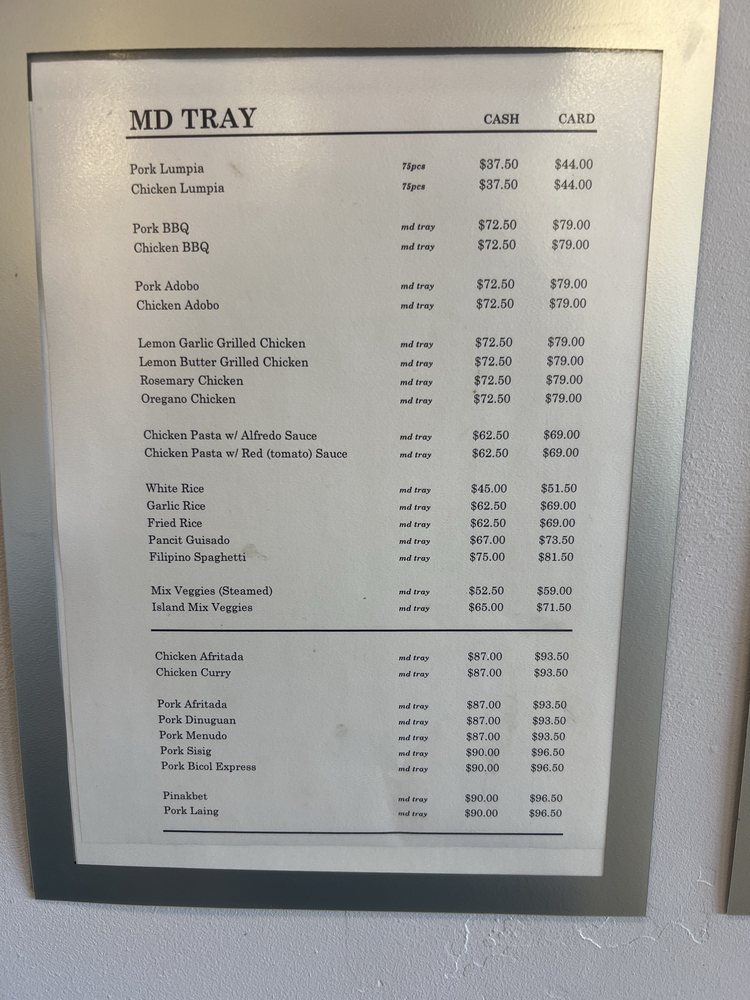 MD TRAY CASH CARD
Pork Lumpia 75pcs $37.50 $44.00
Chicken Lumpia 75pcs $37.50 $44.00
Pork BBQ md tray $72.50 $79.00
Chicken BBQ md tray $72.50 $79.00
Pork Adobo md tray $72.50 $79.00
Chicken Adobo md tray $72.50 $79.00
Lemon Garlic Grilled Chicken md tray $72.50 $79.00
Lemon Butter Grilled Chicken md tray $72.50 $79.00
Rosemary Chicken md tray $72.50 $79.00
Oregano Chicken md tray $72.50 $79.00
Chicken Pasta w/ Alfredo Sauce md tray $62.50 $69.00
Chicken Pasta w/ Red (tomato) Sauce md tray $62.50 $69.00
White Rice md tray $45.00 $51.50
Garlic Rice md tray $62.50 $69.00
Fried Rice md tray $62.50 $69.00
Pancit Guisado md tray $67.00 $73.50
Filipino Spaghetti md tray $75.00 $81.50
Mix Veggies (Steamed) md tray $52.50 $59.00
Island Mix Veggies md tray $65.00 $71.50
Chicken Afritada md tray $87.00 $93.50
Chicken Curry md tray $87.00 $93.50
Pork Afritada md tray $87.00 $93.50
Pork Dinuguan md tray $87.00 $93.50
Pork Menudo md tray $87.00 $93.50
Pork Sisig md tray $90.00 $96.50
Pork Bicol Express md tray $90.00 $96.50
Pinakbet md tray $90.00 $96.50
Pork Laing md tray $90.00 $96.50